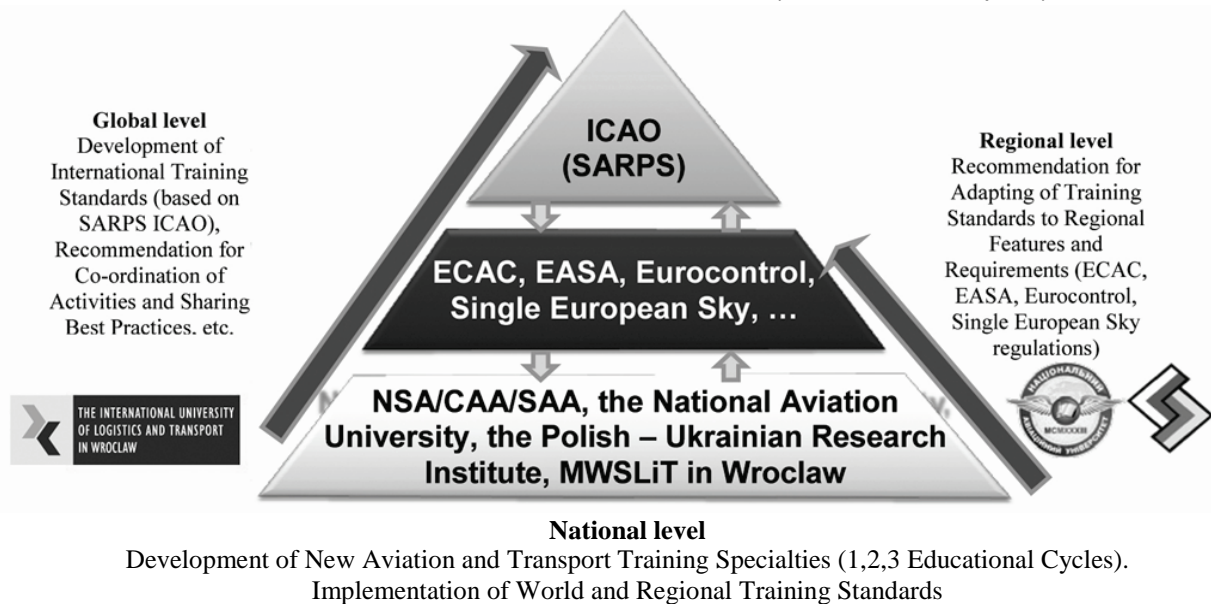 Global level
Development of
International Training
Standards (based on
SARPS ICAO),
Recommendation for
Co-ordination of
Activities and Sharing
Best Practices. etc.
ICAO
(SARPS)
Regional level
Recommendation for
Adapting of Training
Standards to Regional
Features and
Requirements (ECAC,
EASA, Eurocontrol,
Single European Sky
regulations)
ECAC, EASA, Eurocontrol,
Single European Sky, …
THE INTERNATIONAL UNIVERSITY
OF LOGISTICS AND TRANSPORT
IN WROCLAW
NSA/CAA/SAA, the National Aviation
University, the Polish – Ukrainian Research
Institute, MWSLiT in Wroclaw
НАЦІОНАЛЬНИЙ
АВІАЦІЙНИЙ УНІВЕРСИТЕТ
MCMXXXIII
National level
Development of New Aviation and Transport Training Specialties (1,2,3 Educational Cycles).
Implementation of World and Regional Training Standards